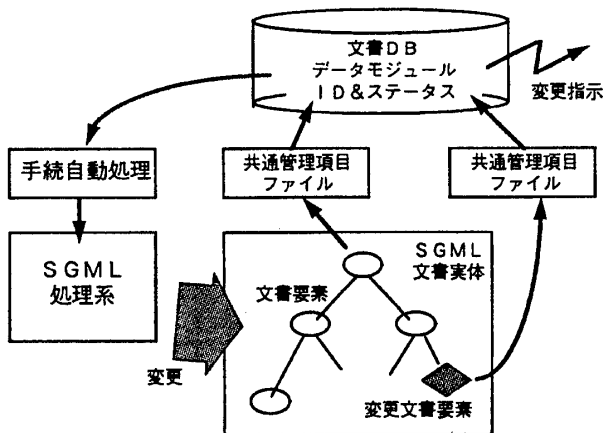 文書DB
データモジュール
ID&ステータス
変更指示
手続自動処理
共通管理項目
ファイル
共通管理項目
ファイル
SGML
処理系
SGML
文書実体
文書要素
変更
変更文書要素